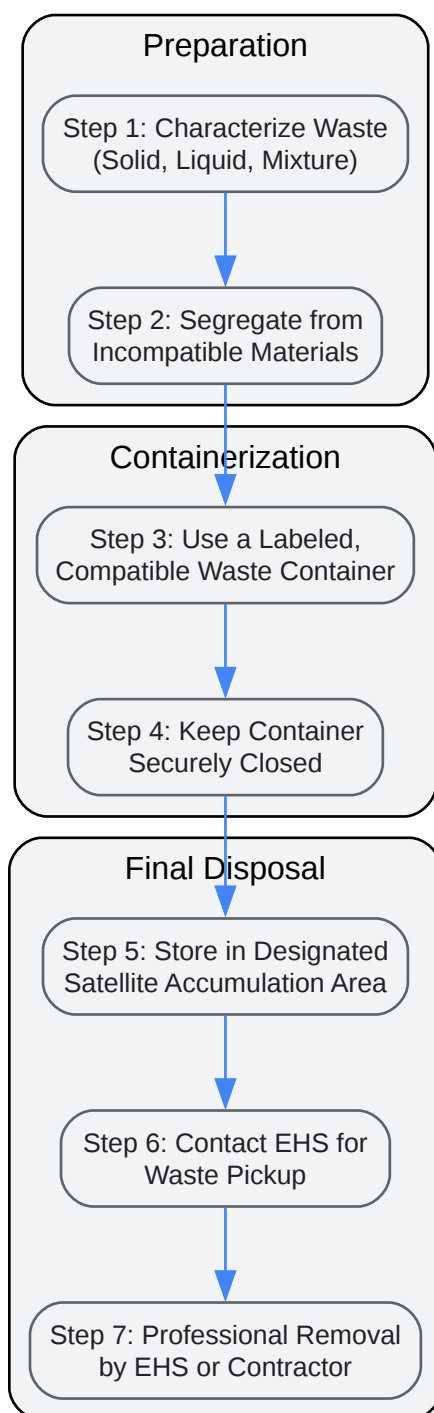 Preparation
Step 1: Characterize Waste
(Solid, Liquid, Mixture)
Step 2: Segregate from
Incompatible Materials
Containerization
Step 3: Use a Labeled,
Compatible Waste Container
Step 4: Keep Container
Securely Closed
Final Disposal
Step 5: Store in Designated
Satellite Accumulation Area
Step 6: Contact EHS for
Waste Pickup
Step 7: Professional Removal
by EHS or Contractor